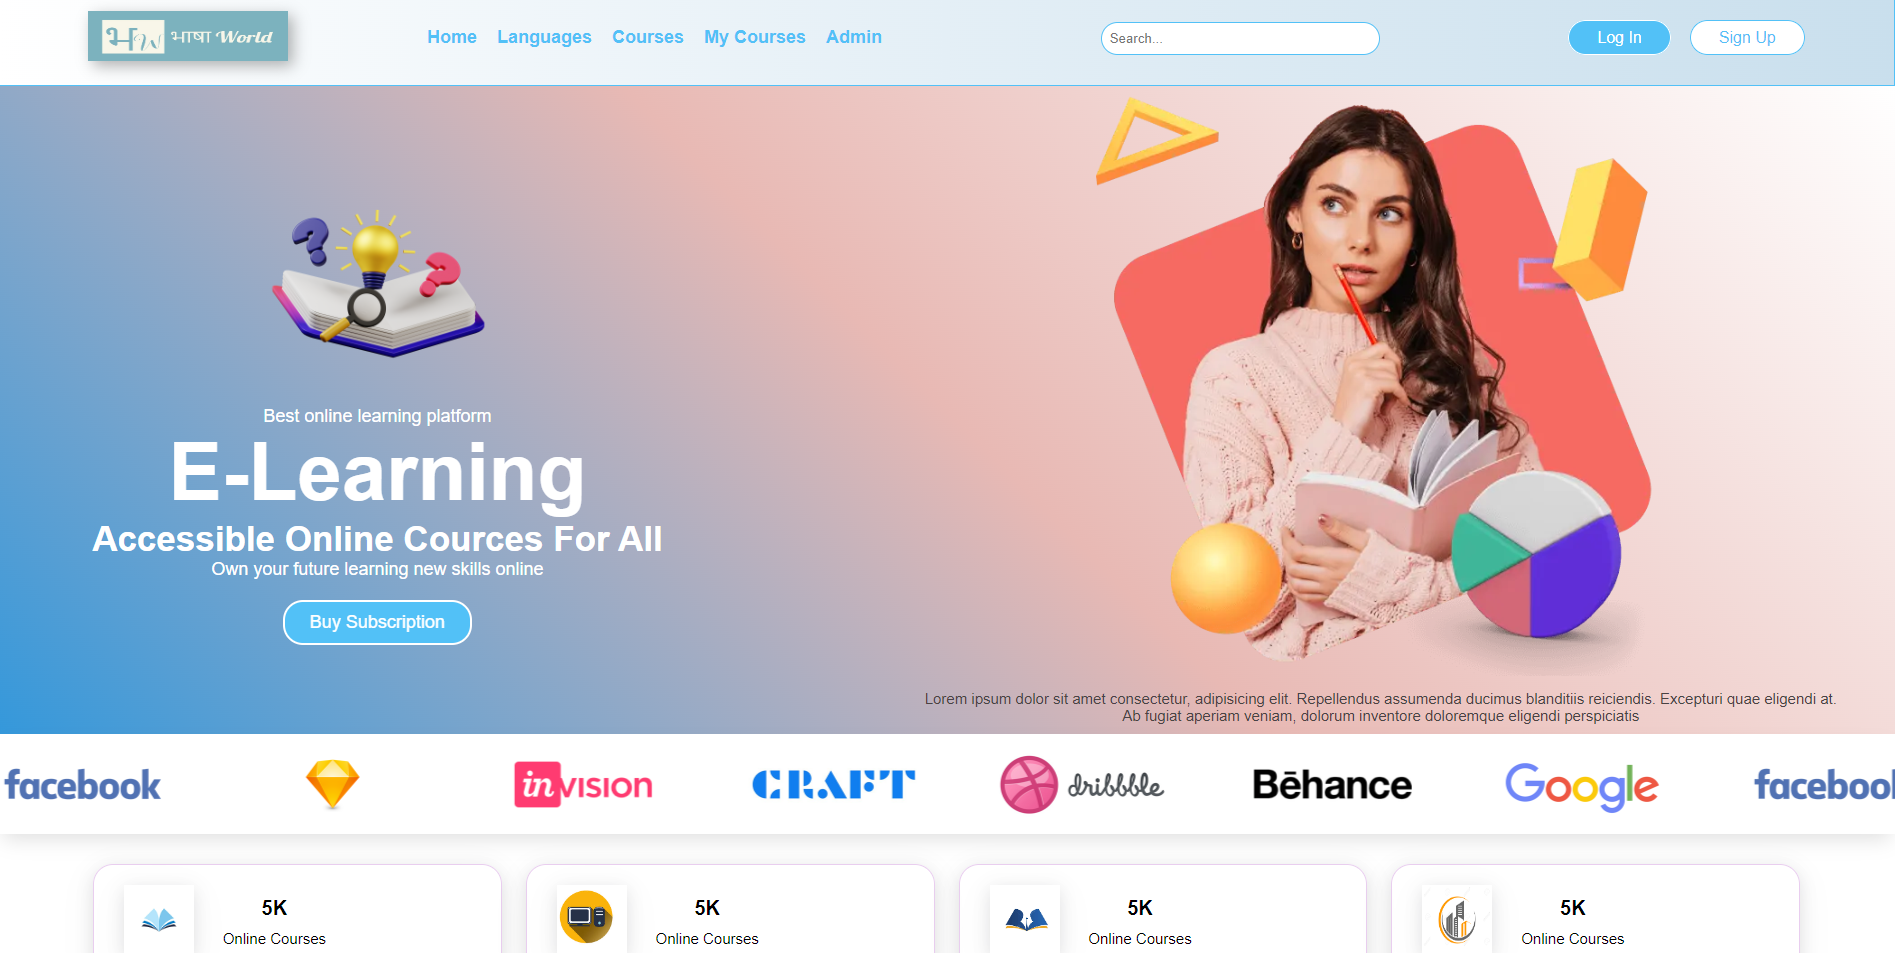 भाषा World
Home Languages Courses My Courses Admin
Search...
Log In
Sign Up
Best online learning platform
E-Learning
Accessible Online Cources For All
Own your future learning new skills online
Buy Subscription
Lorem ipsum dolor sit amet consectetur, adipisicing elit. Repellendus assumenda ducimus blanditiis reiciendis. Excepturi quae eligendi at.
Ab fugiat aperiam veniam, dolorum inventore doloremque eligendi perspiciatis
facebook
invision
CRAFT
dribbble
Bēhance
Google
facebook
5K
Online Courses
5K
Online Courses
5K
Online Courses
5K
Online Courses